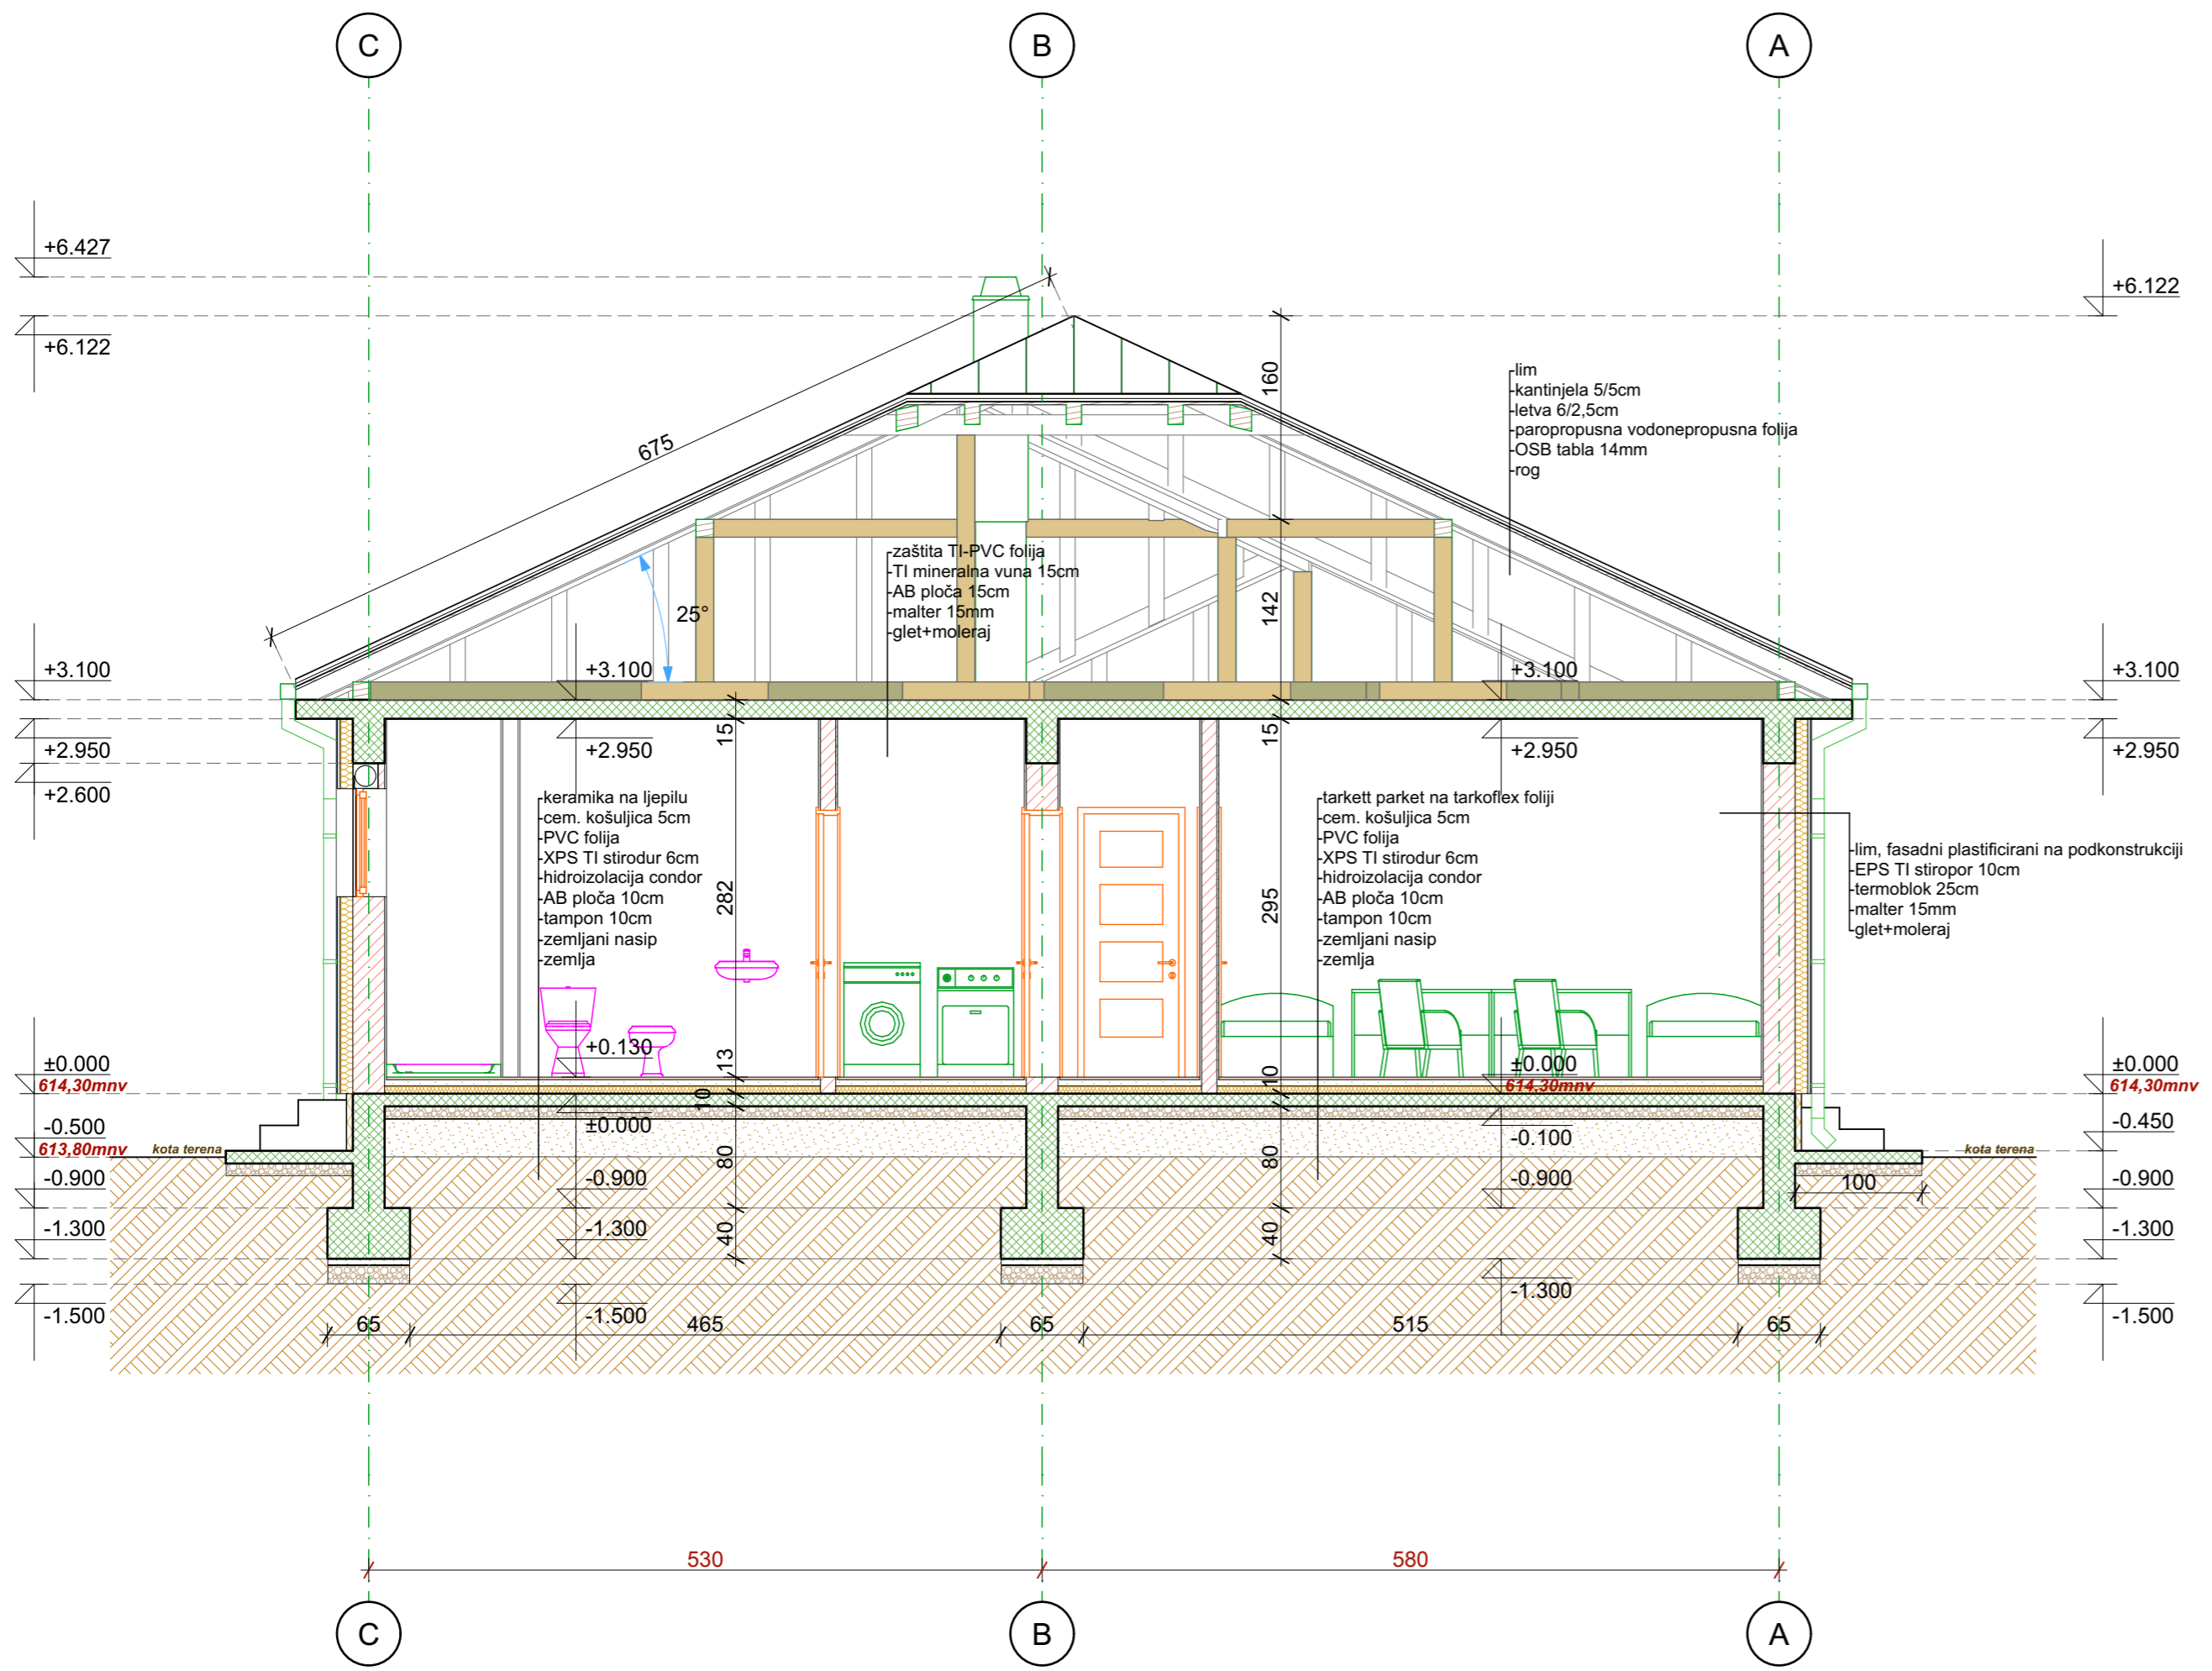 C
B
A
+6.427
+6.122
+6.122
160
lim
kantinjela 5/5cm
letva 6/2,5cm
paropropusna vodonepropusna folija
OSB tabla 14mm
rog
675
zaštita TI-PVC folija
TI mineralna vuna 15cm
AB ploča 15cm
malter 15mm
glet+moleraj
25°
142
+3.100
+3.100
+3.100
+3.100
15
15
+2.950
+2.950
+2.950
+2.950
+2.600
keramika na ljepilu
cem. košuljica 5cm
PVC folija
XPS TI stirodur 6cm
hidroizolacija condor
AB ploča 10cm
tampon 10cm
zemljani nasip
zemlja
282
tarkett parket na tarkoflex foliji
cem. košuljica 5cm
PVC folija
XPS TI stirodur 6cm
hidroizolacija condor
AB ploča 10cm
tampon 10cm
zemljani nasip
zemlja
295
lim, fasadni plastificirani na podkonstrukciji
EPS TI stiropor 10cm
termoblok 25cm
malter 15mm
glet+moleraj
±0.000
614,30mnv
+0.130
13
10
±0.000
614,30mnv
±0.000
614,30mnv
10
±0.000
-0.500
613,80mnv
kota terena
-0.100
-0.450
kota terena
80
80
-0.900
-0.900
-0.900
-0.900
100
-1.300
-1.300
40
40
-1.300
-1.300
-1.500
-1.500
-1.500
65
465
65
515
65
530
580
C
B
A